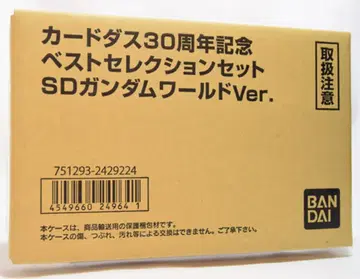 カードダス30周年記念
ベストセレクションセット
SDガンダムワールドVer.
取扱注意
751293-2429224
4549660 249641
BAN
DAI
本ケースは、商品輸送用の保護梱包材です。
本ケースの傷、つぶれ、汚れ等による交換はできません。ご了承下さい。